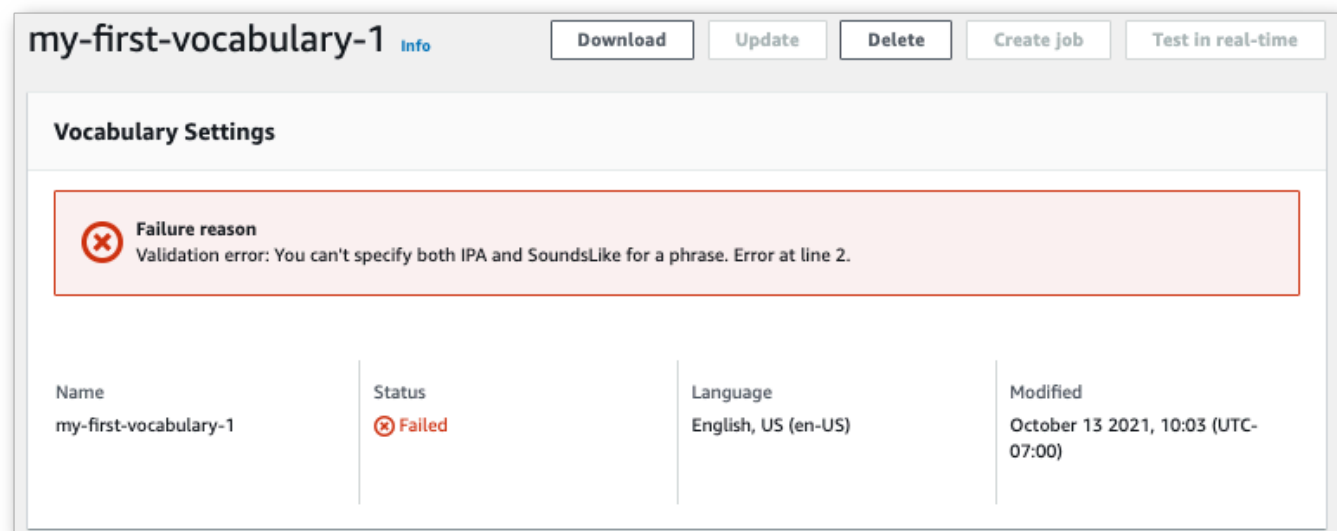 my-first-vocabulary-1 Info Download Update Delete Create job Test in real-time
Vocabulary Settings
Failure reason
Validation error: You can't specify both IPA and SoundsLike for a phrase. Error at line 2.
Name Status Language Modified
my-first-vocabulary-1 Failed English, US (en-US) October 13 2021, 10:03 (UTC-
07:00)